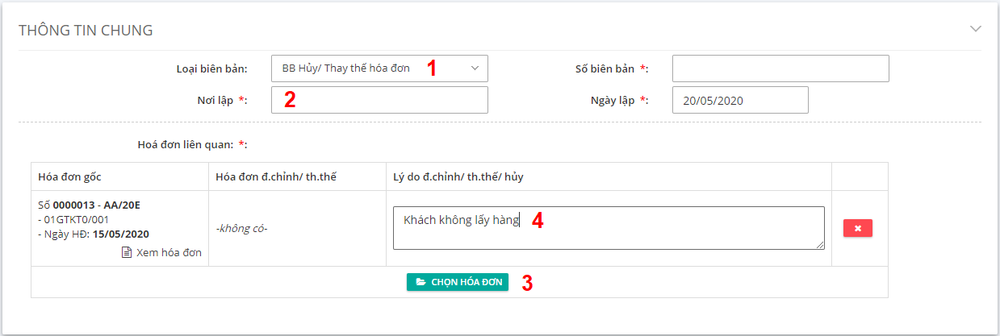 THÔNG TIN CHUNG
Loại biên bản: BB Hủy/ Thay thế hóa đơn 1 Số biên bản *:
Nơi lập *: 2 Ngày lập *: 20/05/2020
Hoá đơn liên quan: *:
Hóa đơn gốc Hóa đơn đ.chỉnh/ th.thế Lý do đ.chỉnh/ th.thế/ hủy
Số 0000013 - AA/20E
- 01GTKT0/001
- Ngày HĐ: 15/05/2020
Xem hóa đơn
-không có-
Khách không lấy hàng 4
CHỌN HÓA ĐƠN 3